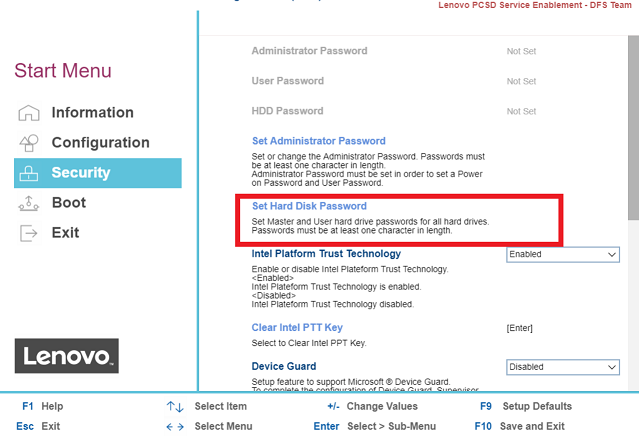 Lenovo PCSD Service Enablement - DFS Team
Start Menu
Information
Configuration
Security
Boot
Exit
Lenovo
Administrator Password Not Set
User Password Not Set
HDD Password Not Set
Set Administrator Password
Set or change the Administrator Password. Passwords must
be at least one character in length.
Administrator Password must be set in order to set a Power
on Password and User Password.
Set Hard Disk Password
Set Master and User hard drive passwords for all hard drives.
Passwords must be at least one character in length.
Intel Platform Trust Technology Enabled
Enable or disable Intel Plateform Trust Technology.
<Enabled>
Intel Plateform Trust Technology is enabled.
<Disabled>
Intel Plateform Trust Technology disabled.
Clear Intel PTT Key [Enter]
Select to Clear Intel PPT Key.
Device Guard Disabled
Setup feature to support Microsoft ® Device Guard.
To complete the configuration of Device Guard, Supervisor
F1 Help ↑↓ Select Item +/- Change Values F9 Setup Defaults
Esc Exit ←→ Select Menu Enter Select > Sub-Menu F10 Save and Exit